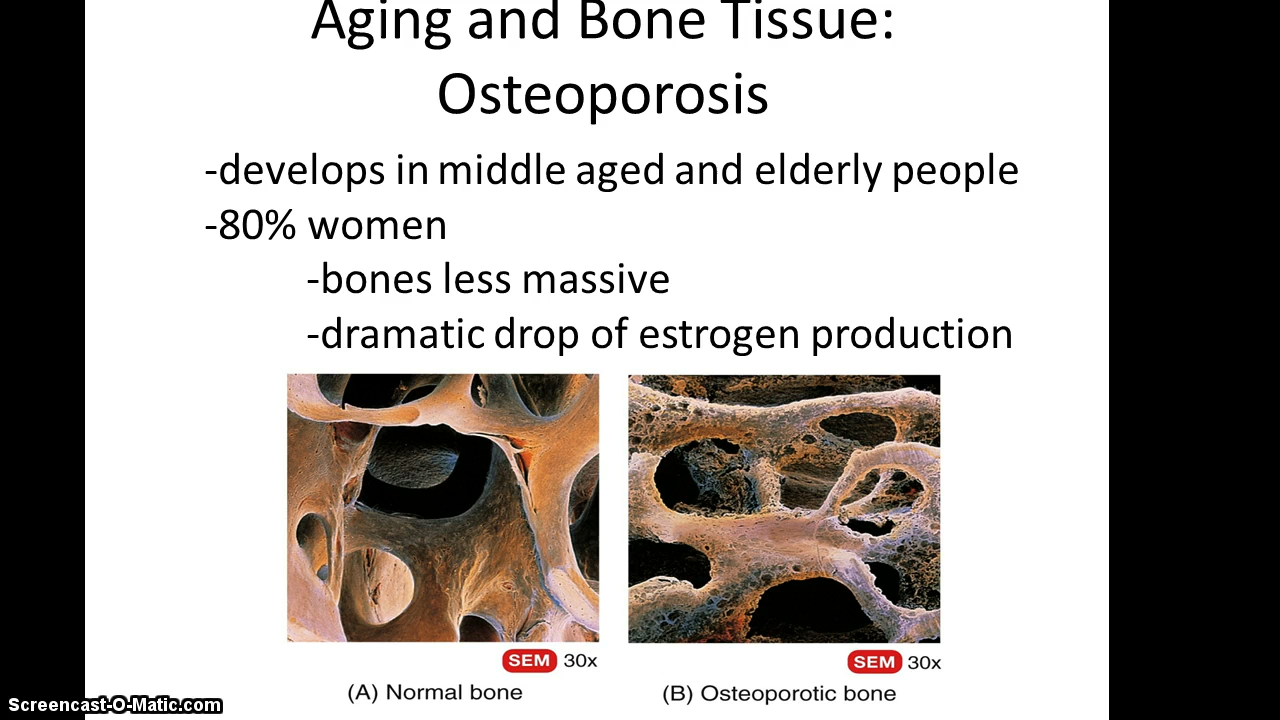 Aging and Bone Tissue:
Osteoporosis
-develops in middle aged and elderly people
-80% women
-bones less massive
-dramatic drop of estrogen production
SEM 30x
SEM 30x
(A) Normal bone
(B) Osteoporotic bone
Screencast-O-Matic.com